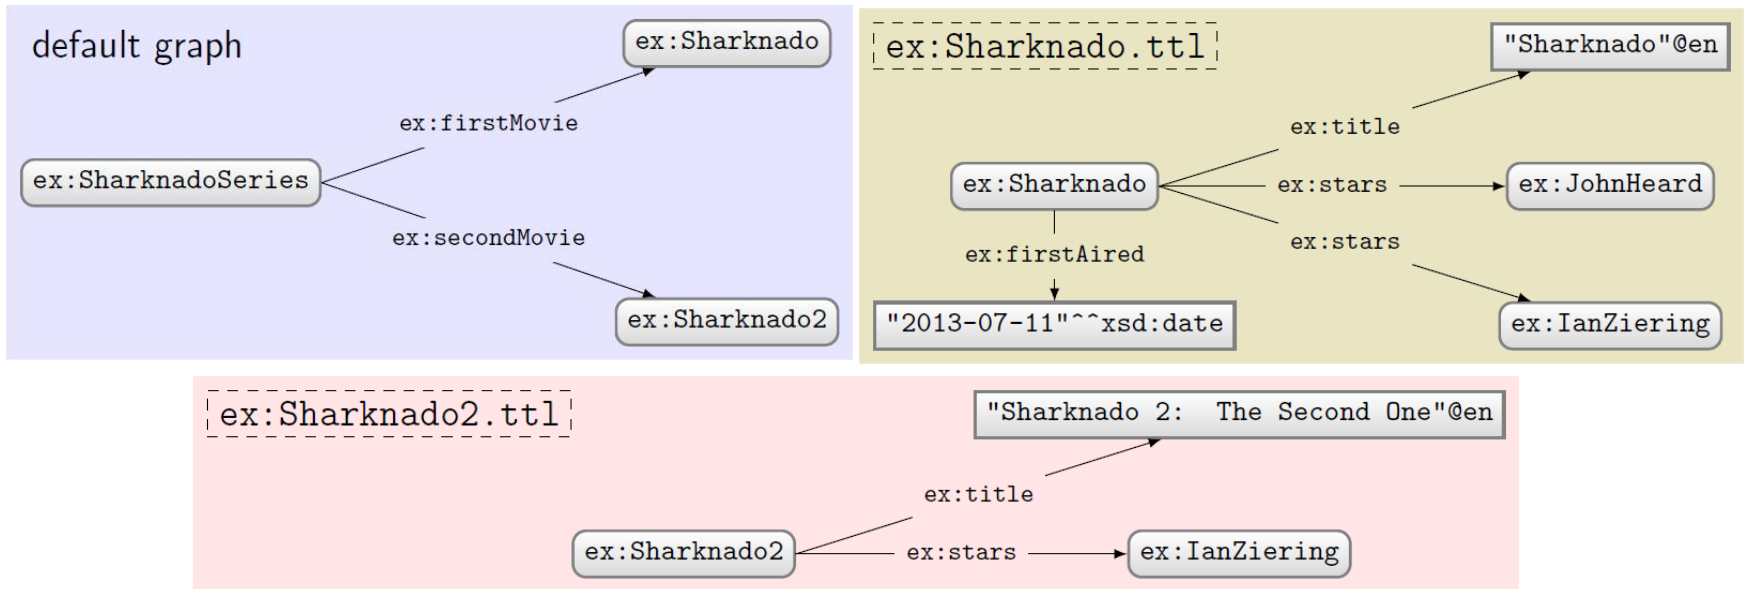 default graph
ex:Sharknado
ex:firstMovie
ex:SharknadoSeries
ex:secondMovie
ex:Sharknado2
ex:Sharknado.ttl
"Sharknado"@en
ex:title
ex:Sharknado
ex:stars
ex:JohnHeard
ex:stars
ex:firstAired
"2013-07-11"^^xsd:date
ex:IanZiering
ex:Sharknado2.ttl
"Sharknado 2: The Second One"@en
ex:title
ex:Sharknado2
ex:stars
ex:IanZiering